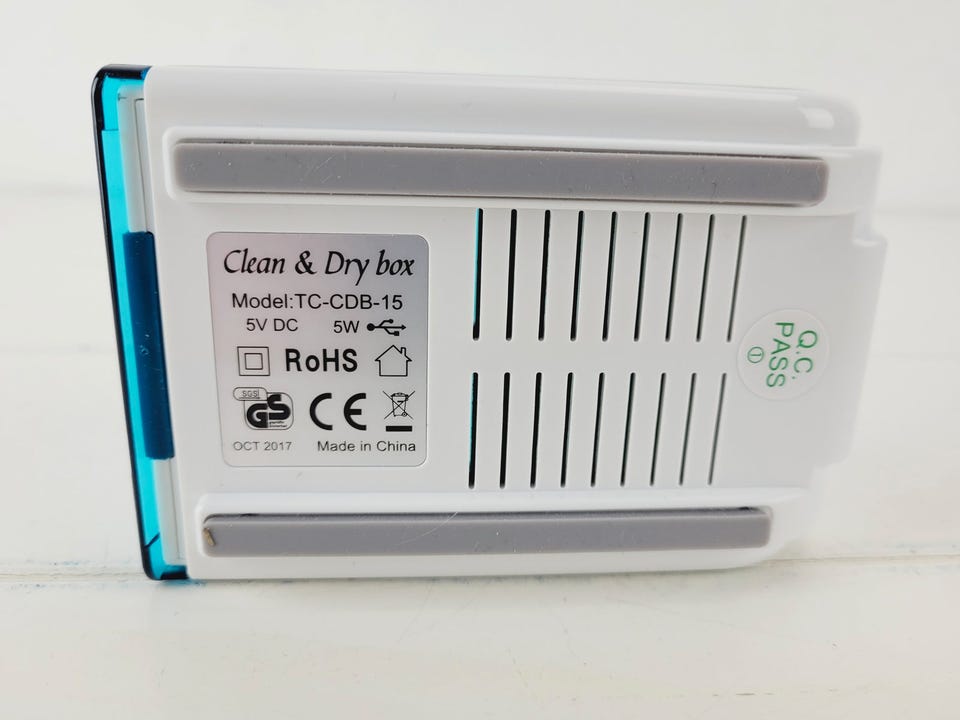 Clean & Dry box
Model:TC-CDB-15
5V DC 5W
RoHS
SGS
GS
CE
OCT 2017 Made in China
Q.C.
PASS